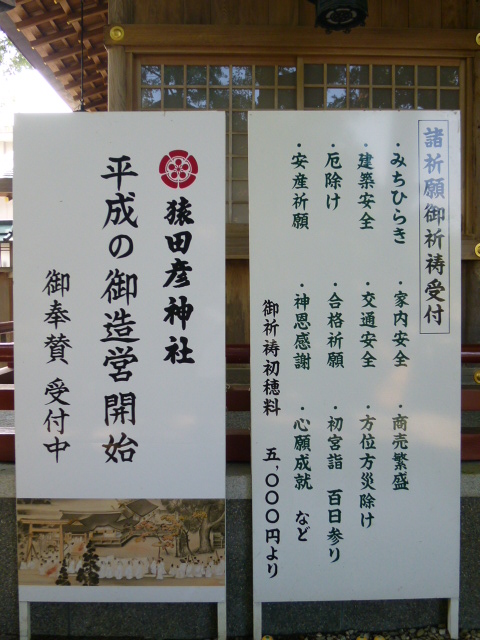 諸祈願御祈祷受付
・みちひらき ・家内安全 ・商売繁盛
・建築安全 ・交通安全 ・方位方災除け
・厄除け ・合格祈願 ・初宮詣 百日参り
・安産祈願 ・神恩感謝 ・心願成就 など
御祈祷初穂料 五,〇〇〇円より
猿田彦神社
平成の御造営開始
御奉賛 受付中